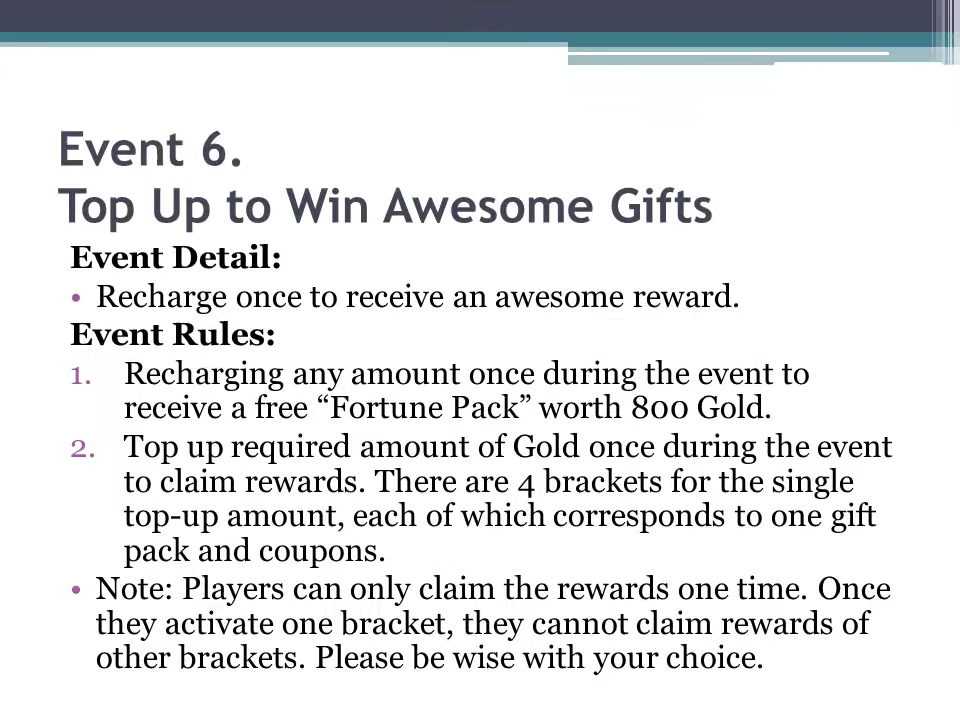 Event 6.
Top Up to Win Awesome Gifts
Event Detail:
• Recharge once to receive an awesome reward.
Event Rules:
1. Recharging any amount once during the event to
receive a free “Fortune Pack” worth 800 Gold.
2. Top up required amount of Gold once during the event
to claim rewards. There are 4 brackets for the single
top-up amount, each of which corresponds to one gift
pack and coupons.
• Note: Players can only claim the rewards one time. Once
they activate one bracket, they cannot claim rewards of
other brackets. Please be wise with your choice.